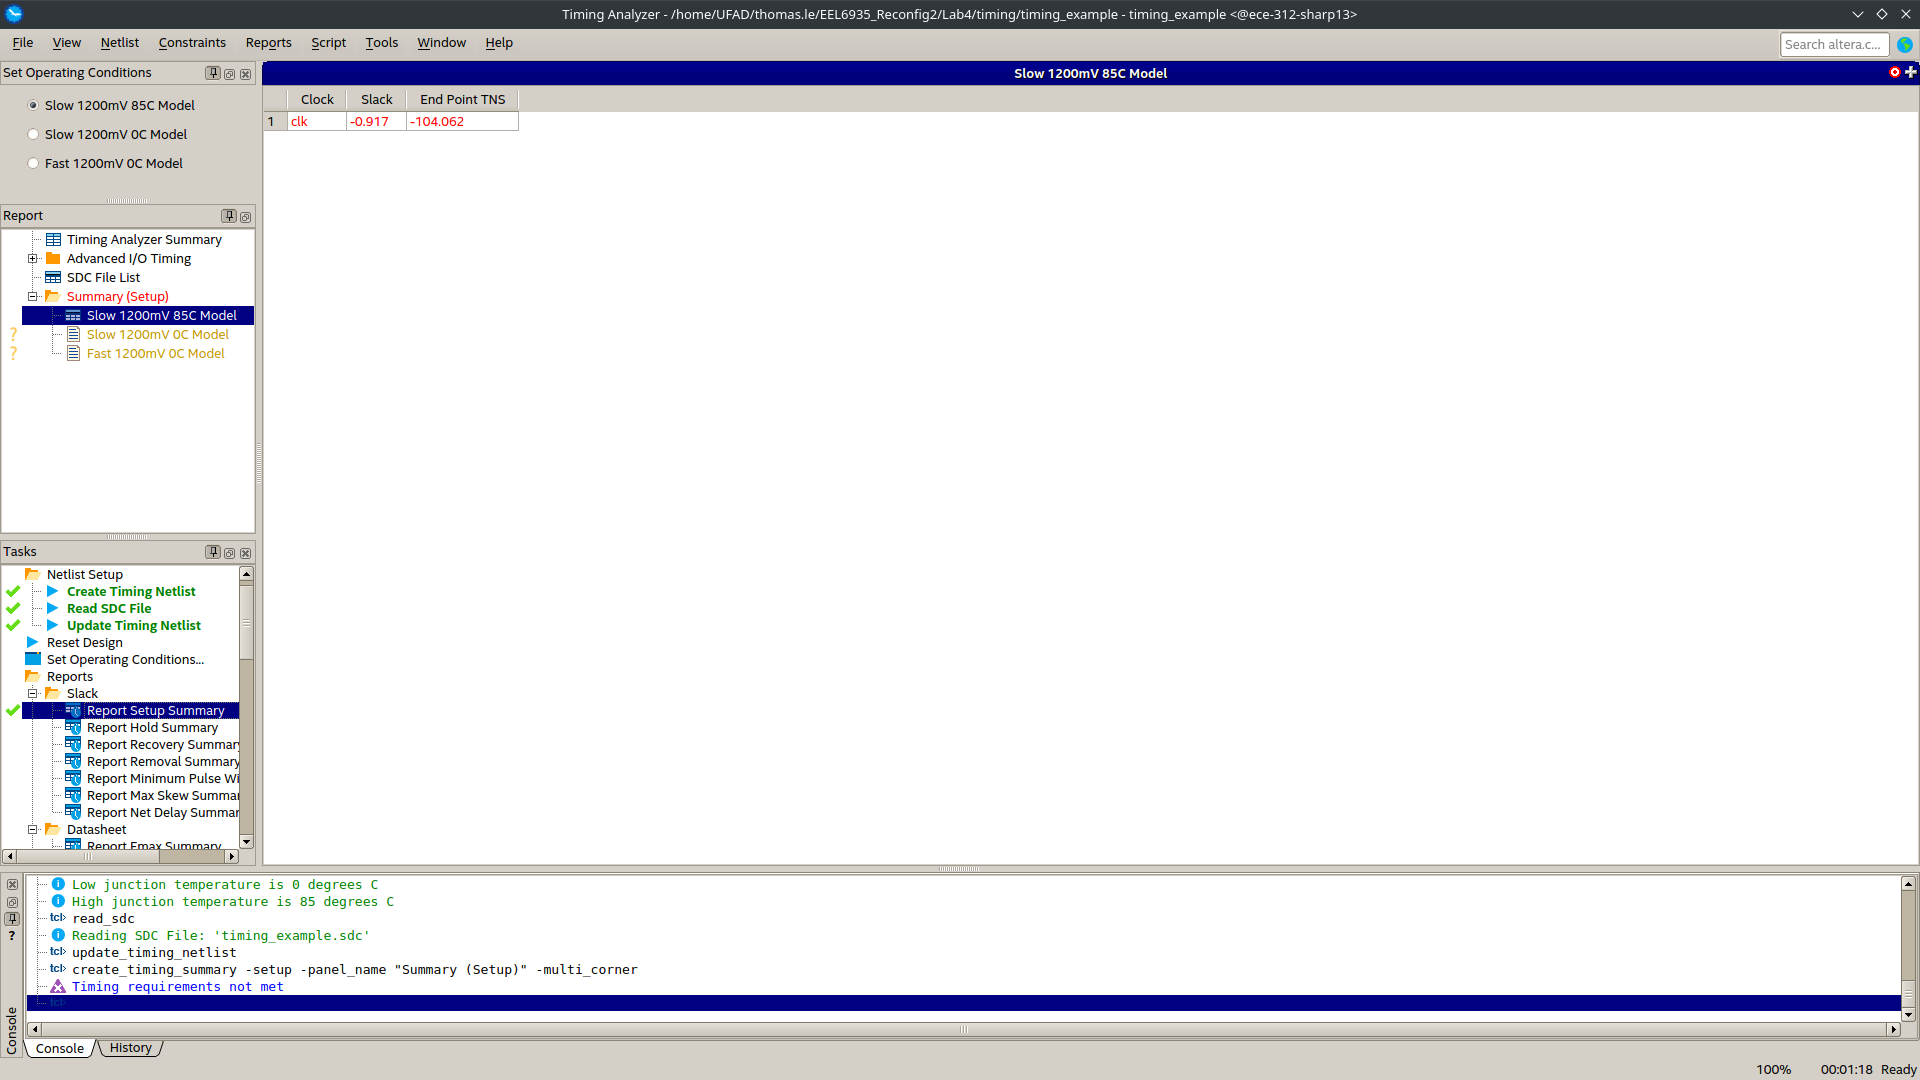 Timing Analyzer - /home/UFAD/thomas.le/EEL6935_Reconfig2/Lab4/timing/timing_example - timing_example <@ece-312-sharp13>
File View Netlist Constraints Reports Script Tools Window Help
Search altera.c...
Set Operating Conditions
Slow 1200mV 85C Model
Slow 1200mV 0C Model
Fast 1200mV 0C Model
Report
Timing Analyzer Summary
Advanced I/O Timing
SDC File List
Summary (Setup)
Slow 1200mV 85C Model
? Slow 1200mV 0C Model
? Fast 1200mV 0C Model
Tasks
Netlist Setup
Create Timing Netlist
Read SDC File
Update Timing Netlist
Reset Design
Set Operating Conditions...
Reports
Slack
Report Setup Summary
Report Hold Summary
Report Recovery Summary
Report Removal Summary
Report Minimum Pulse Wi
Report Max Skew Summar
Report Net Delay Summar
Datasheet
Report Fmax Summary
Slow 1200mV 85C Model
Clock Slack End Point TNS
1 clk -0.917 -104.062
Low junction temperature is 0 degrees C
High junction temperature is 85 degrees C
tcl> read_sdc
Reading SDC File: 'timing_example.sdc'
tcl> update_timing_netlist
tcl> create_timing_summary -setup -panel_name "Summary (Setup)" -multi_corner
Timing requirements not met
tcl>
?
Console
Console History
100% 00:01:18 Ready